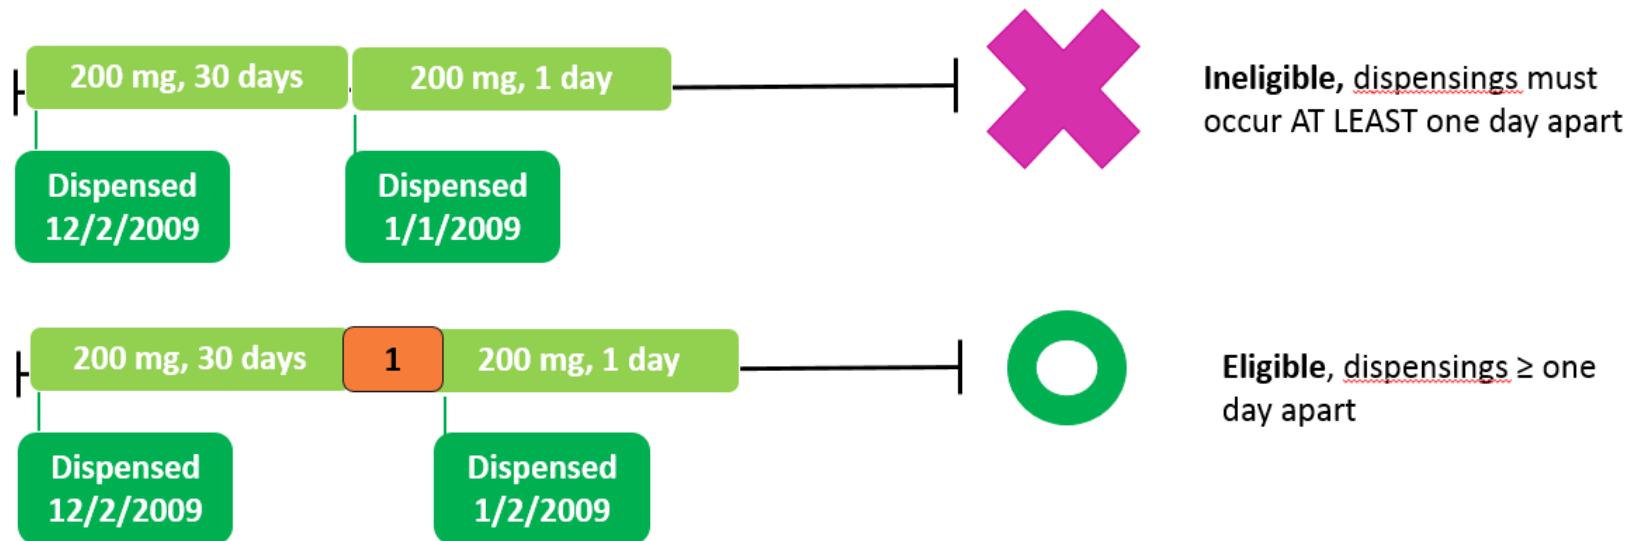 200 mg, 30 days
200 mg, 1 day
Ineligible, dispensings must
occur AT LEAST one day apart
Dispensed
12/2/2009
Dispensed
1/1/2009
200 mg, 30 days
1
200 mg, 1 day
Eligible, dispensings ≥ one
day apart
Dispensed
12/2/2009
Dispensed
1/2/2009